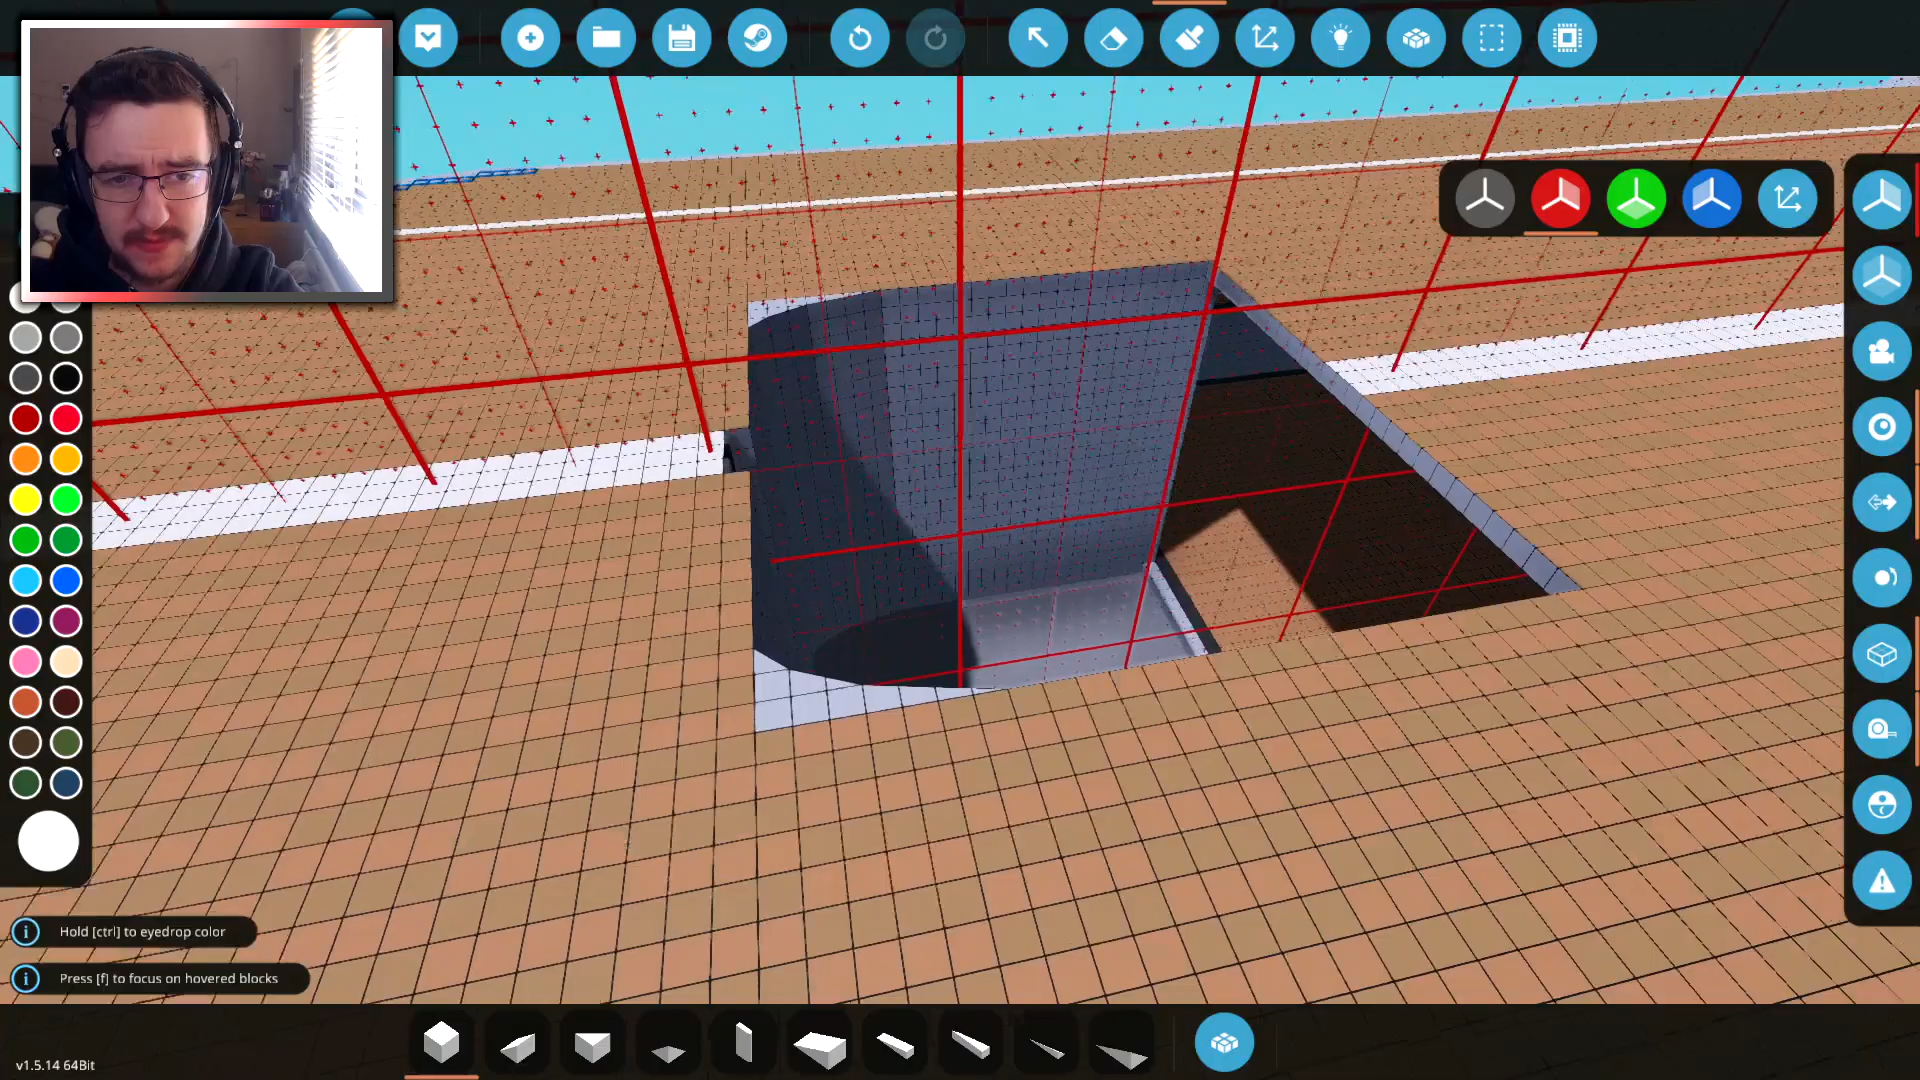 Hold [ctrl] to eyedrop color
Press [f] to focus on hovered blocks
v1.5.14 64Bit